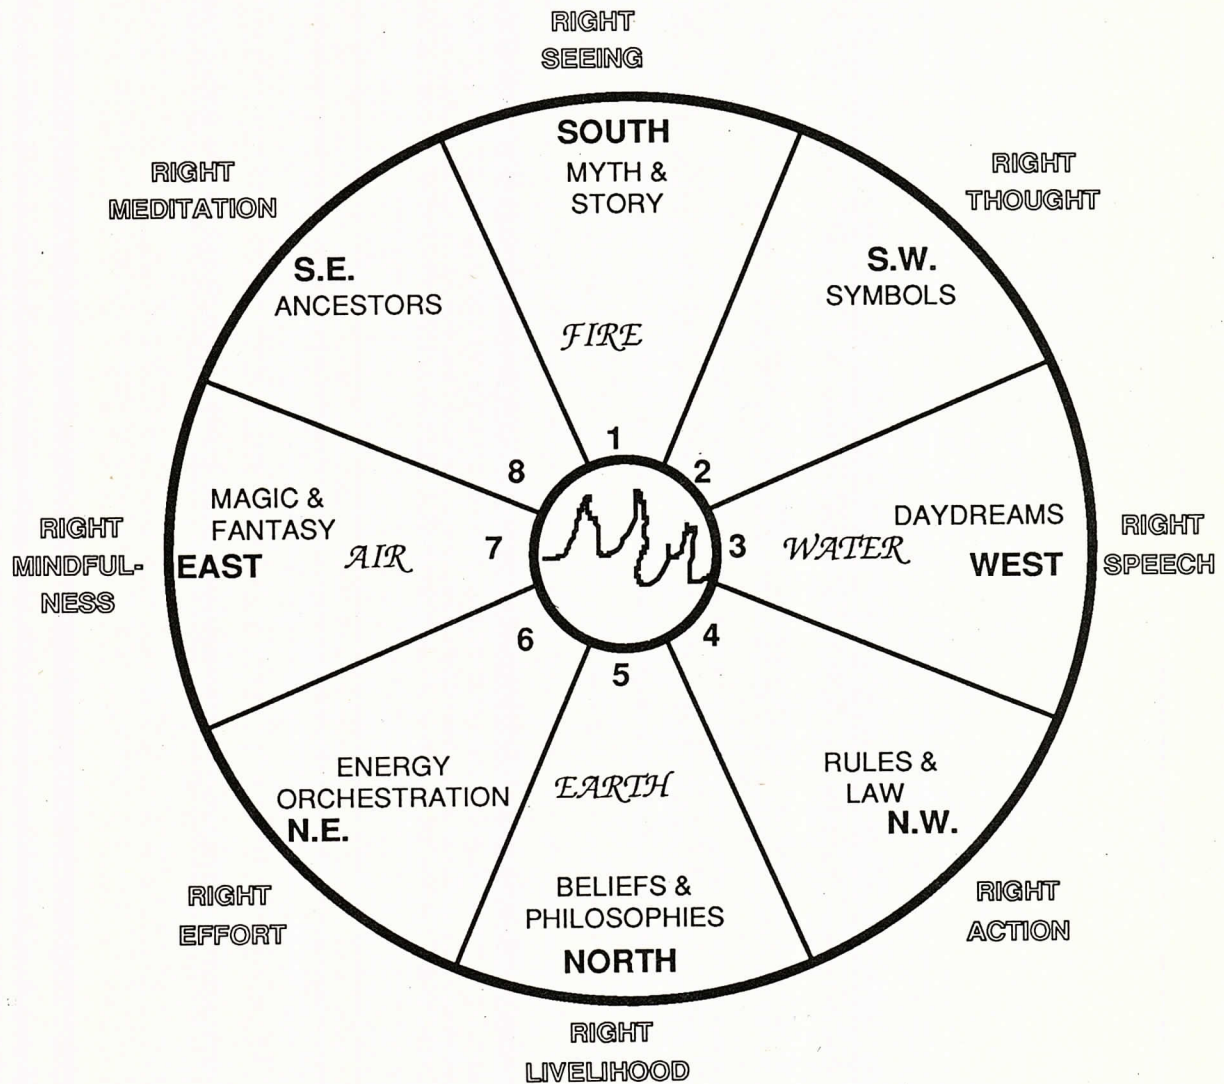 RIGHT
SEEING
SOUTH
MYTH &
STORY
FIRE
RIGHT
THOUGHT
S.W.
SYMBOLS
RIGHT
SPEECH
DAYDREAMS
WEST
WATER
RIGHT
ACTION
RULES &
LAW
N.W.
EARTH
BELIEFS &
PHILOSOPHIES
NORTH
RIGHT
LIVELIHOOD
ENERGY
ORCHESTRATION
N.E.
RIGHT
EFFORT
RIGHT
MINDFUL-
NESS
MAGIC &
FANTASY
EAST
AIR
RIGHT
MEDITATION
S.E.
ANCESTORS
1
2
3
4
5
6
7
8